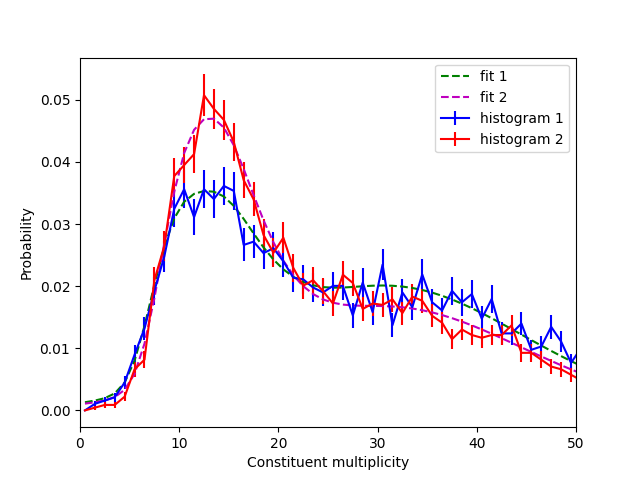 fit 1
fit 2
histogram 1
histogram 2
0.05
0.04
0.03
0.02
0.01
0.00
Probability
0 10 20 30 40 50
Constituent multiplicity